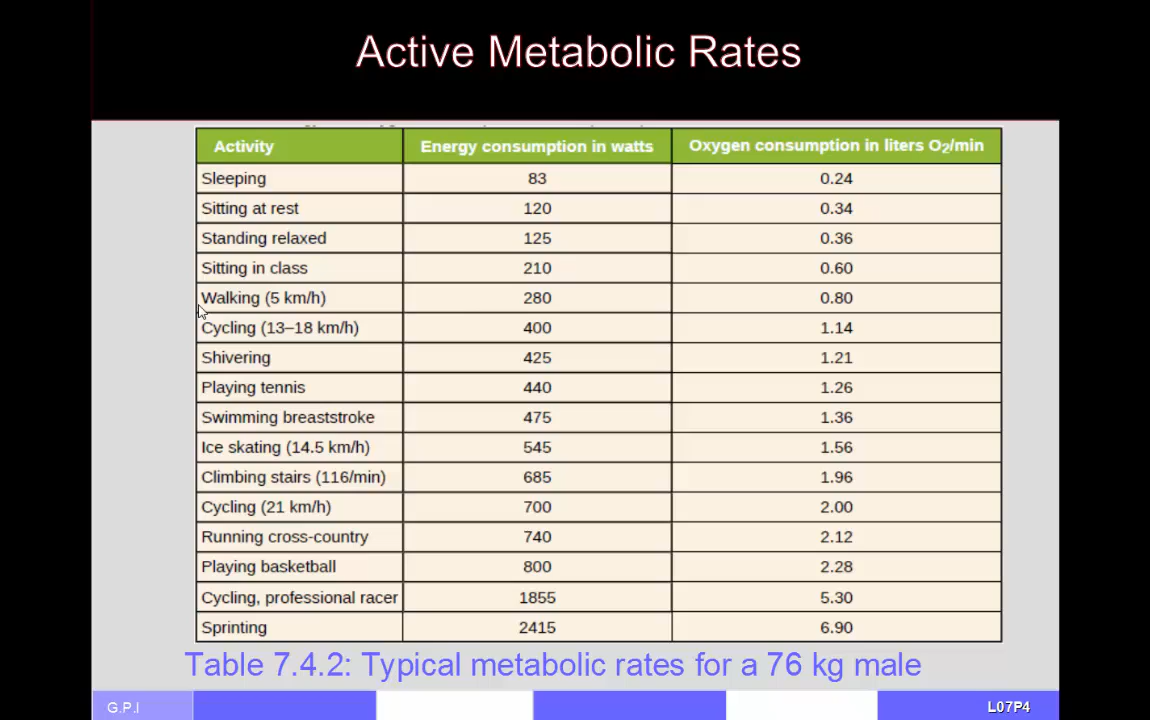 Active Metabolic Rates
Activity Energy consumption in watts Oxygen consumption in liters O2/min
Sleeping 83 0.24
Sitting at rest 120 0.34
Standing relaxed 125 0.36
Sitting in class 210 0.60
Walking (5 km/h) 280 0.80
Cycling (13–18 km/h) 400 1.14
Shivering 425 1.21
Playing tennis 440 1.26
Swimming breaststroke 475 1.36
Ice skating (14.5 km/h) 545 1.56
Climbing stairs (116/min) 685 1.96
Cycling (21 km/h) 700 2.00
Running cross-country 740 2.12
Playing basketball 800 2.28
Cycling, professional racer 1855 5.30
Sprinting 2415 6.90
Table 7.4.2: Typical metabolic rates for a 76 kg male
G.P.I L07P4